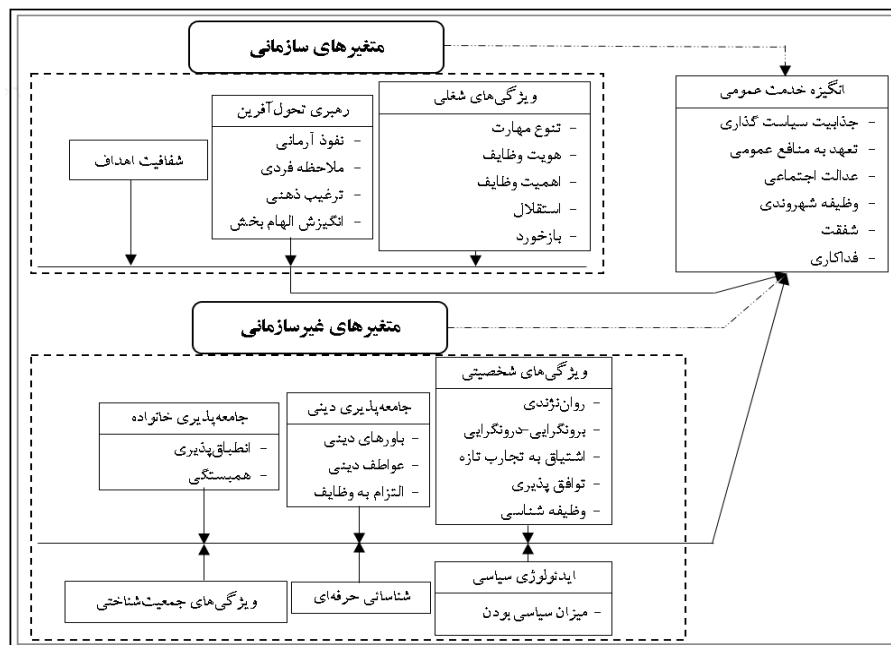 متغیرهای سازمانی
انگیزه خدمت عمومی
- جذابیت سیاست گذاری
- تعهد به منافع عمومی
- عدالت اجتماعی
- وظیفه شهروندی
- شفقت
- فداکاری
ویژگی‌های شغلی
- تنوع مهارت
- هویت وظایف
- اهمیت وظایف
- استقلال
- بازخورد
رهبری تحول‌آفرین
- نفوذ آرمانی
- ملاحظه فردی
- ترغیب ذهنی
- انگیزش الهام بخش
شفافیت اهداف
متغیرهای غیرسازمانی
ویژگی‌های شخصیتی
- روان‌نژندی
- برونگرایی-درونگرایی
- اشتیاق به تجارب تازه
- توافق پذیری
- وظیفه شناسی
جامعه‌پذیری دینی
- باورهای دینی
- عواطف دینی
- التزام به وظایف
جامعه‌پذیری خانواده
- انطباق‌پذیری
- همبستگی
ایدئولوژی سیاسی
- میزان سیاسی بودن
شناسائی حرفه‌ای
ویژگی‌های جمعیت‌شناختی